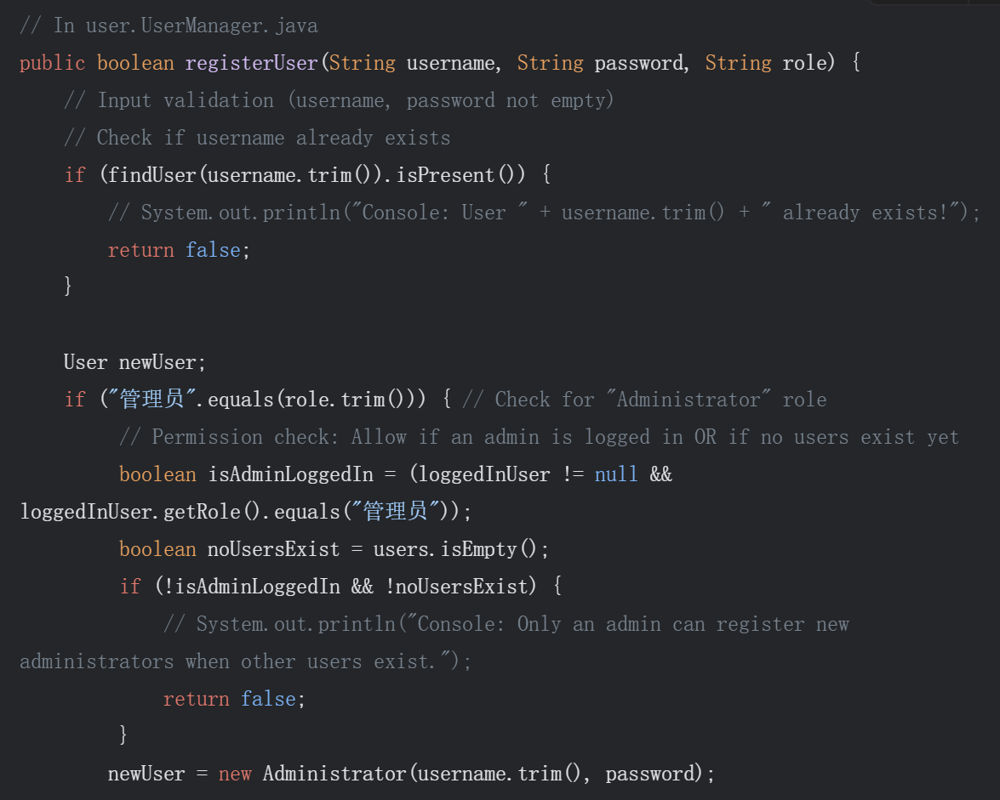 // In user.UserManager.java
public boolean registerUser(String username, String password, String role) {
    // Input validation (username, password not empty)
    // Check if username already exists
    if (findUser(username.trim()).isPresent()) {
        // System.out.println("Console: User " + username.trim() + " already exists!");
        return false;
    }

    User newUser;
    if ("管理员".equals(role.trim())) { // Check for "Administrator" role
         // Permission check: Allow if an admin is logged in OR if no users exist yet
         boolean isAdminLoggedIn = (loggedInUser != null &&
loggedInUser.getRole().equals("管理员"));
         boolean noUsersExist = users.isEmpty();
         if (!isAdminLoggedIn && !noUsersExist) {
             // System.out.println("Console: Only an admin can register new
administrators when other users exist.");
             return false;
         }
        newUser = new Administrator(username.trim(), password);